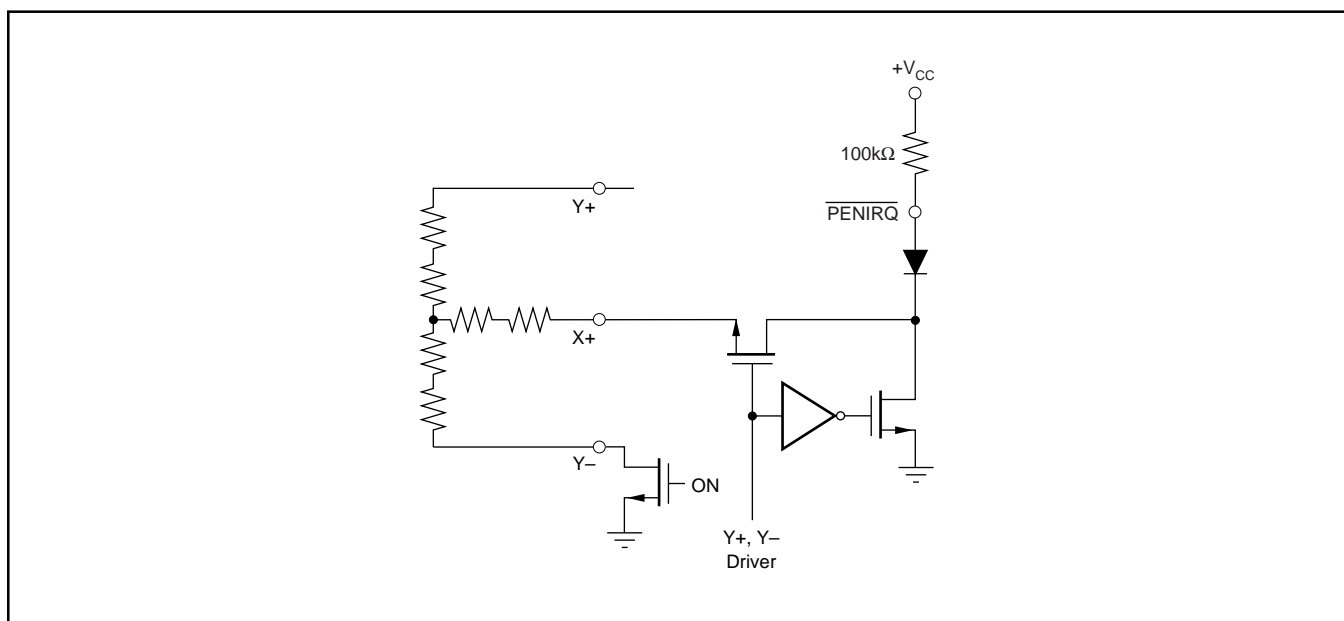 +VCC
100kΩ
Y+
PENIRQ
X+
Y–
ON
Y+, Y–
Driver